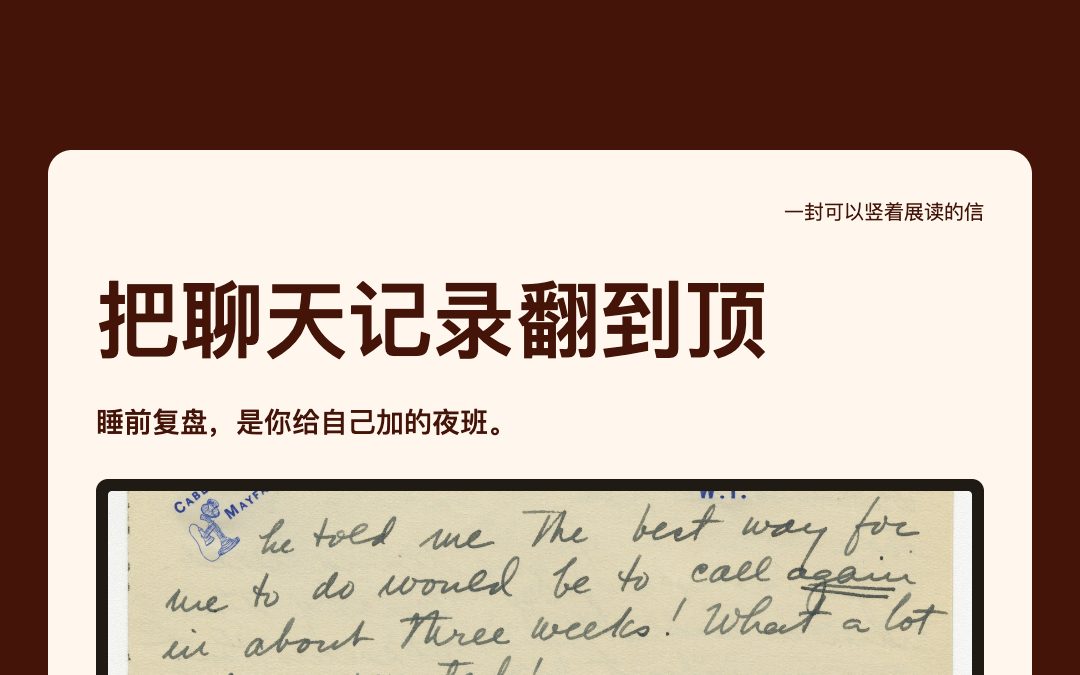 一封可以竖着展读的信
把聊天记录翻到顶
睡前复盘，是你给自己加的夜班。
W.1.
he told me The best way for
me to do would be to call again
in about Three weeks! What a lot